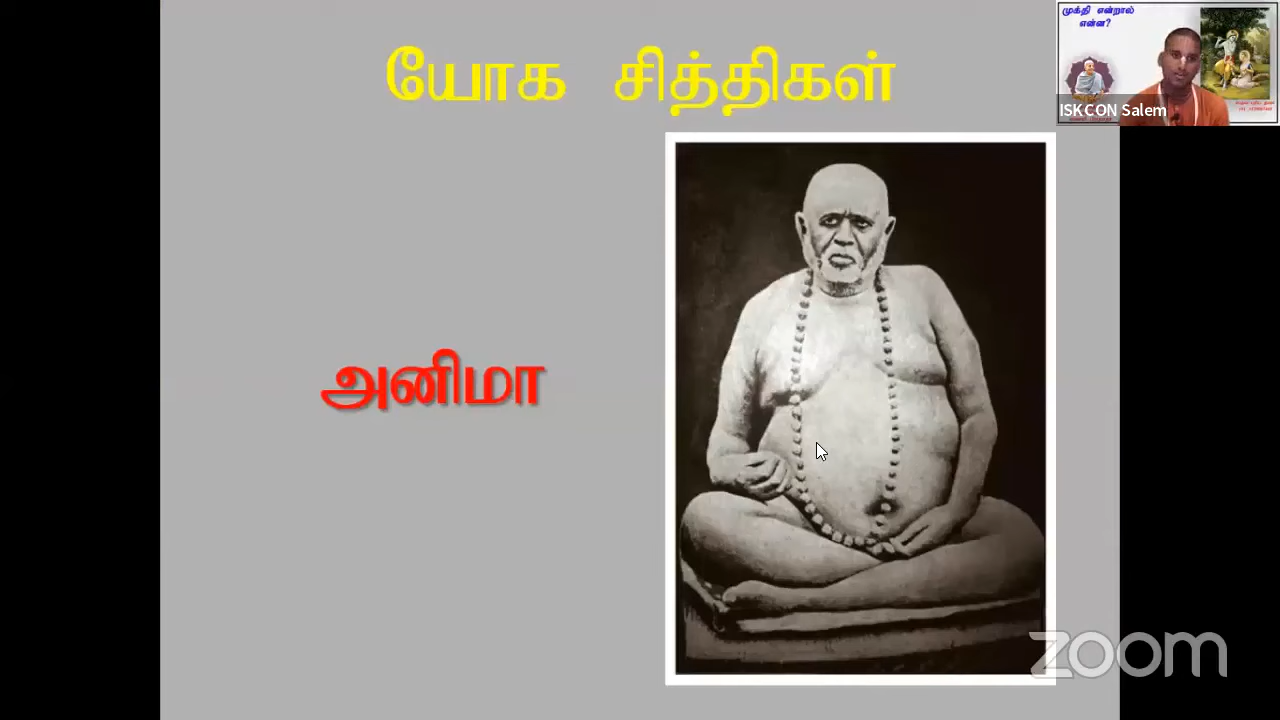 யோக சித்திகள்
முக்தி என்றால்
என்ன?
ISKCON Salem
அனிமா
zoom